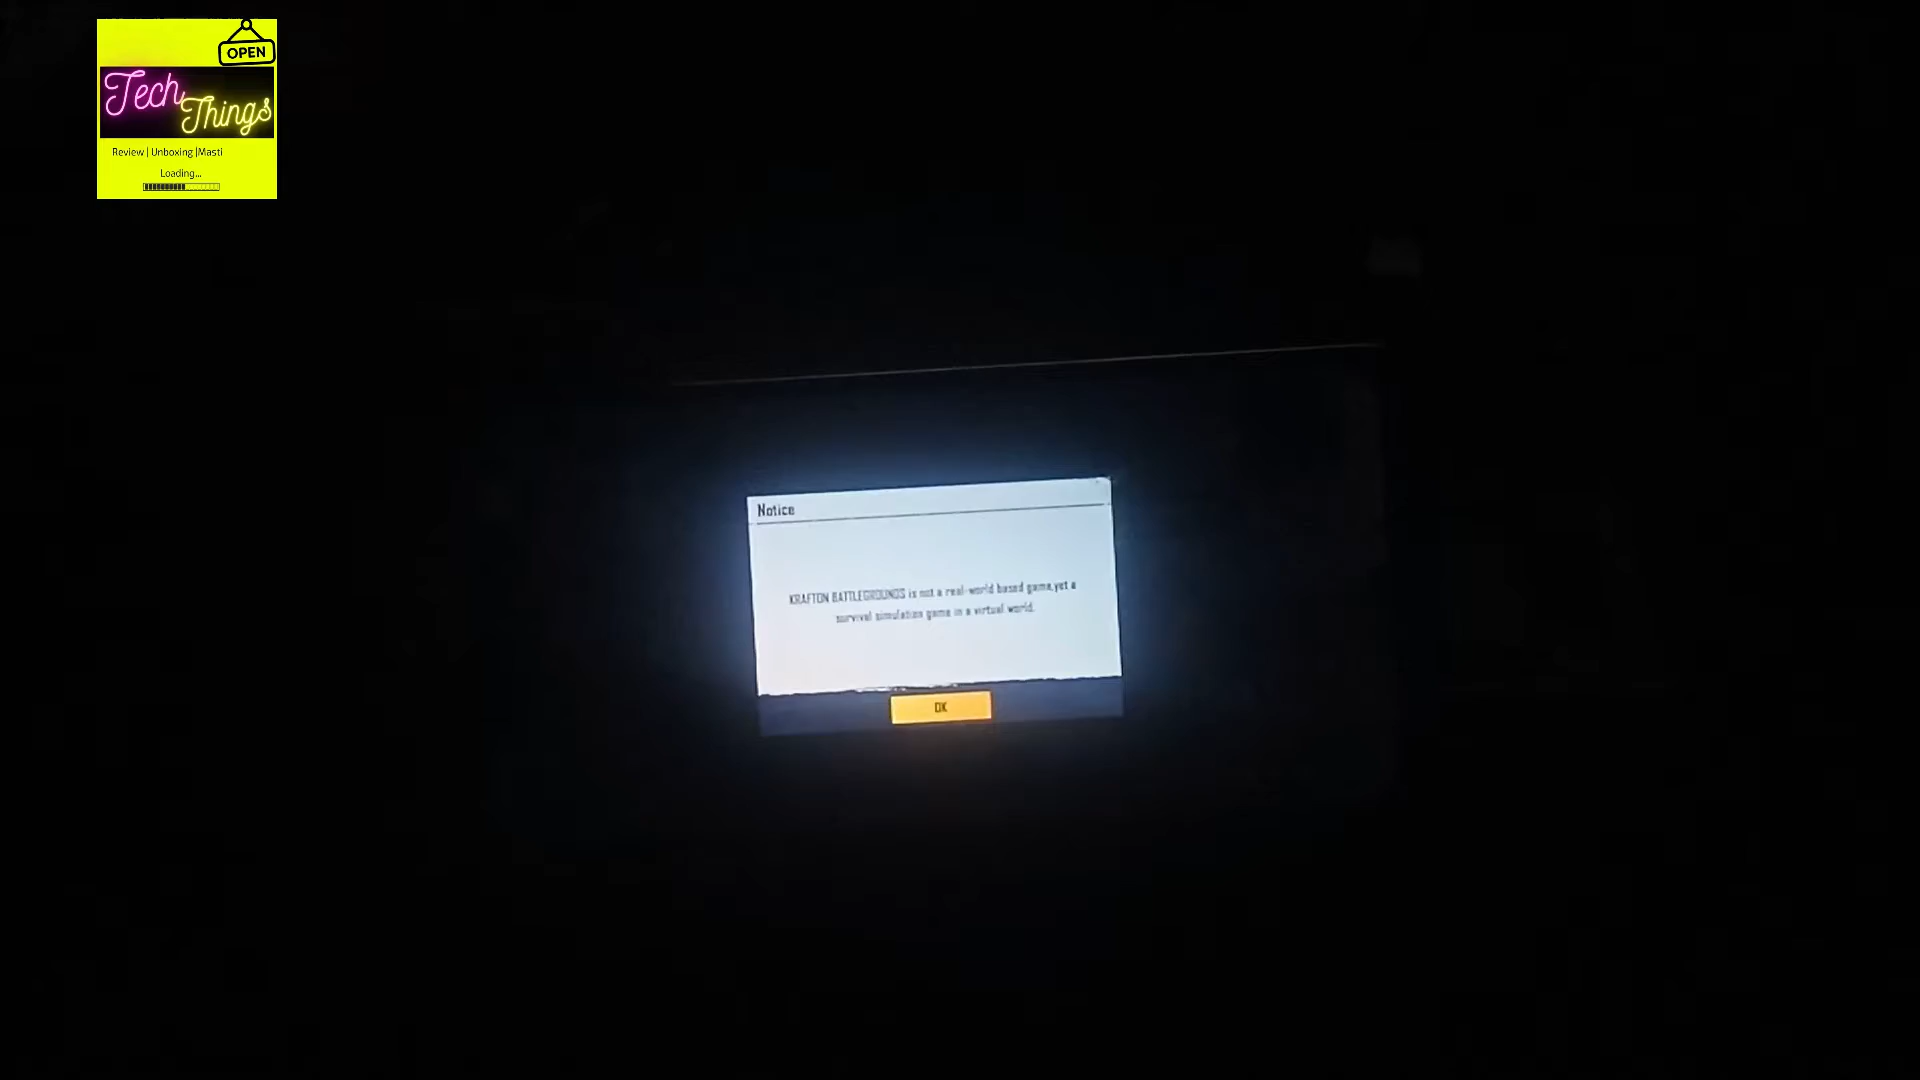 OPEN
Tech
Things
Review | Unboxing |Masti
Loading...
Notice
KRAFTON BATTLEGROUNDS is not a real-world based game,yet a
survival simulation game in a virtual world.
OK